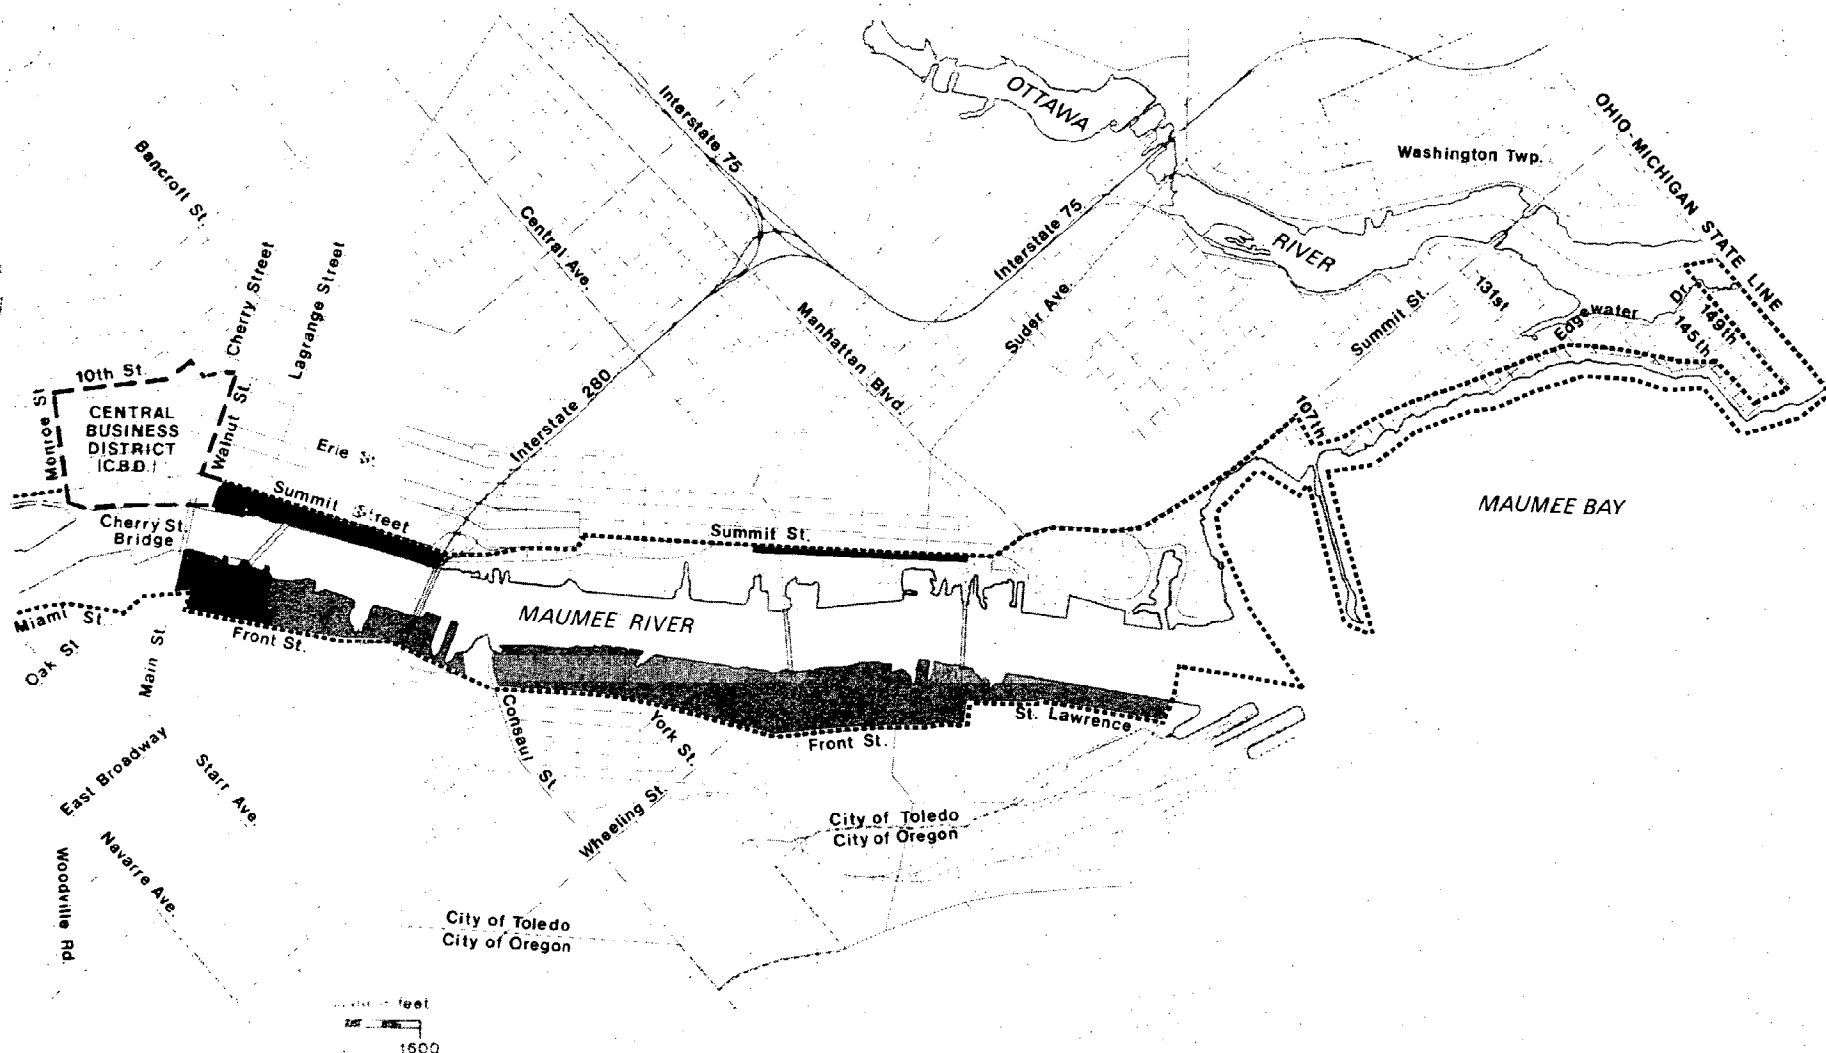 OTTAWA
RIVER
OHIO-MICHIGAN STATE LINE
Washington Twp.
Interstate 75
Bancroft St.
Central Ave.
Cherry Street
Lagrange Street
Interstate 75
Suder Ave.
Manhattan Blvd.
Summit St.
131st
Edgewater Dr.
149th
145th
10th St.
Monroe St
CENTRAL
BUSINESS
DISTRICT
(C.B.D.)
Walnut St.
Interstate 280
107th
Erie St.
Summit Street
MAUMEE BAY
Cherry St.
Bridge
Summit St.
MAUMEE RIVER
Miami St.
Oak St
Main St.
Front St.
Consaul St.
York St.
Front St.
St. Lawrence
East Broadway
Starr Ave.
Wheeling St.
City of Toledo
City of Oregon
Woodville Rd.
Navarre Ave.
City of Toledo
City of Oregon
feet
1600